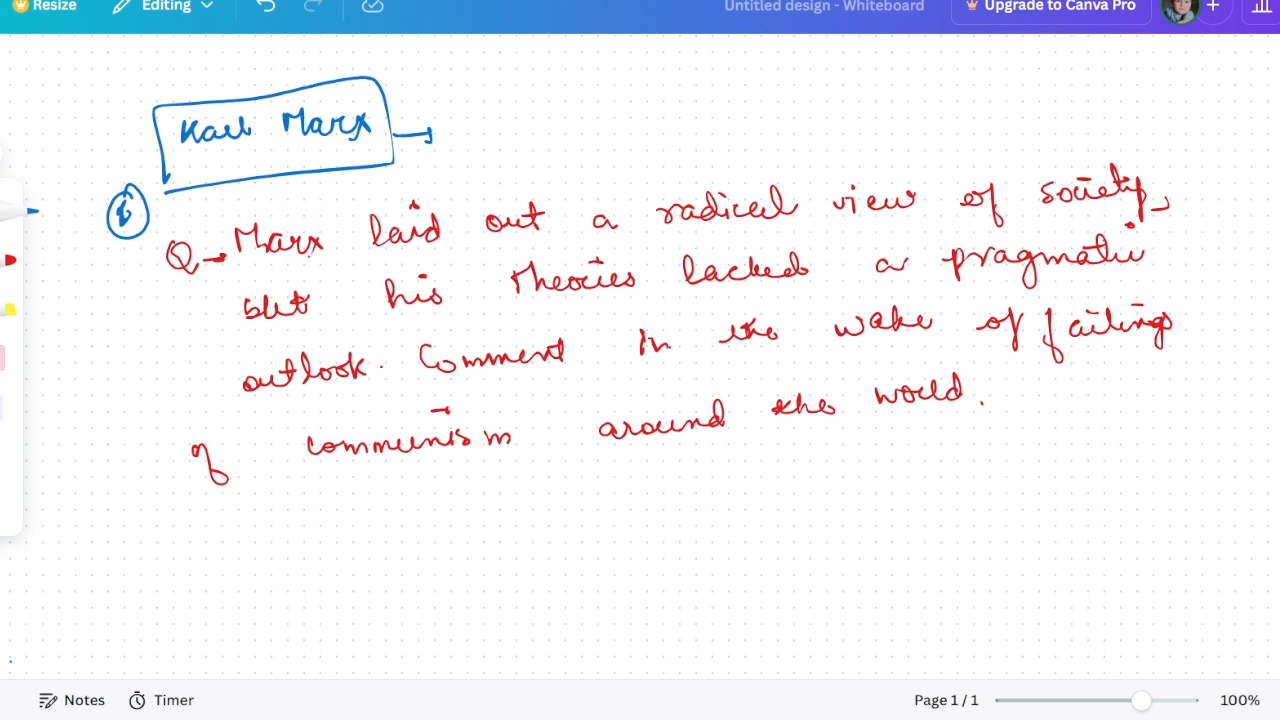 Resize
Editing
Untitled design - Whiteboard
Upgrade to Canva Pro
Karl Marx →
Q → Marx laid out a radical view of society,
but his theories lacked a pragmatic
outlook. Comment in the wake of failings
of communism around the world.
Notes
Timer
Page 1 / 1
100%